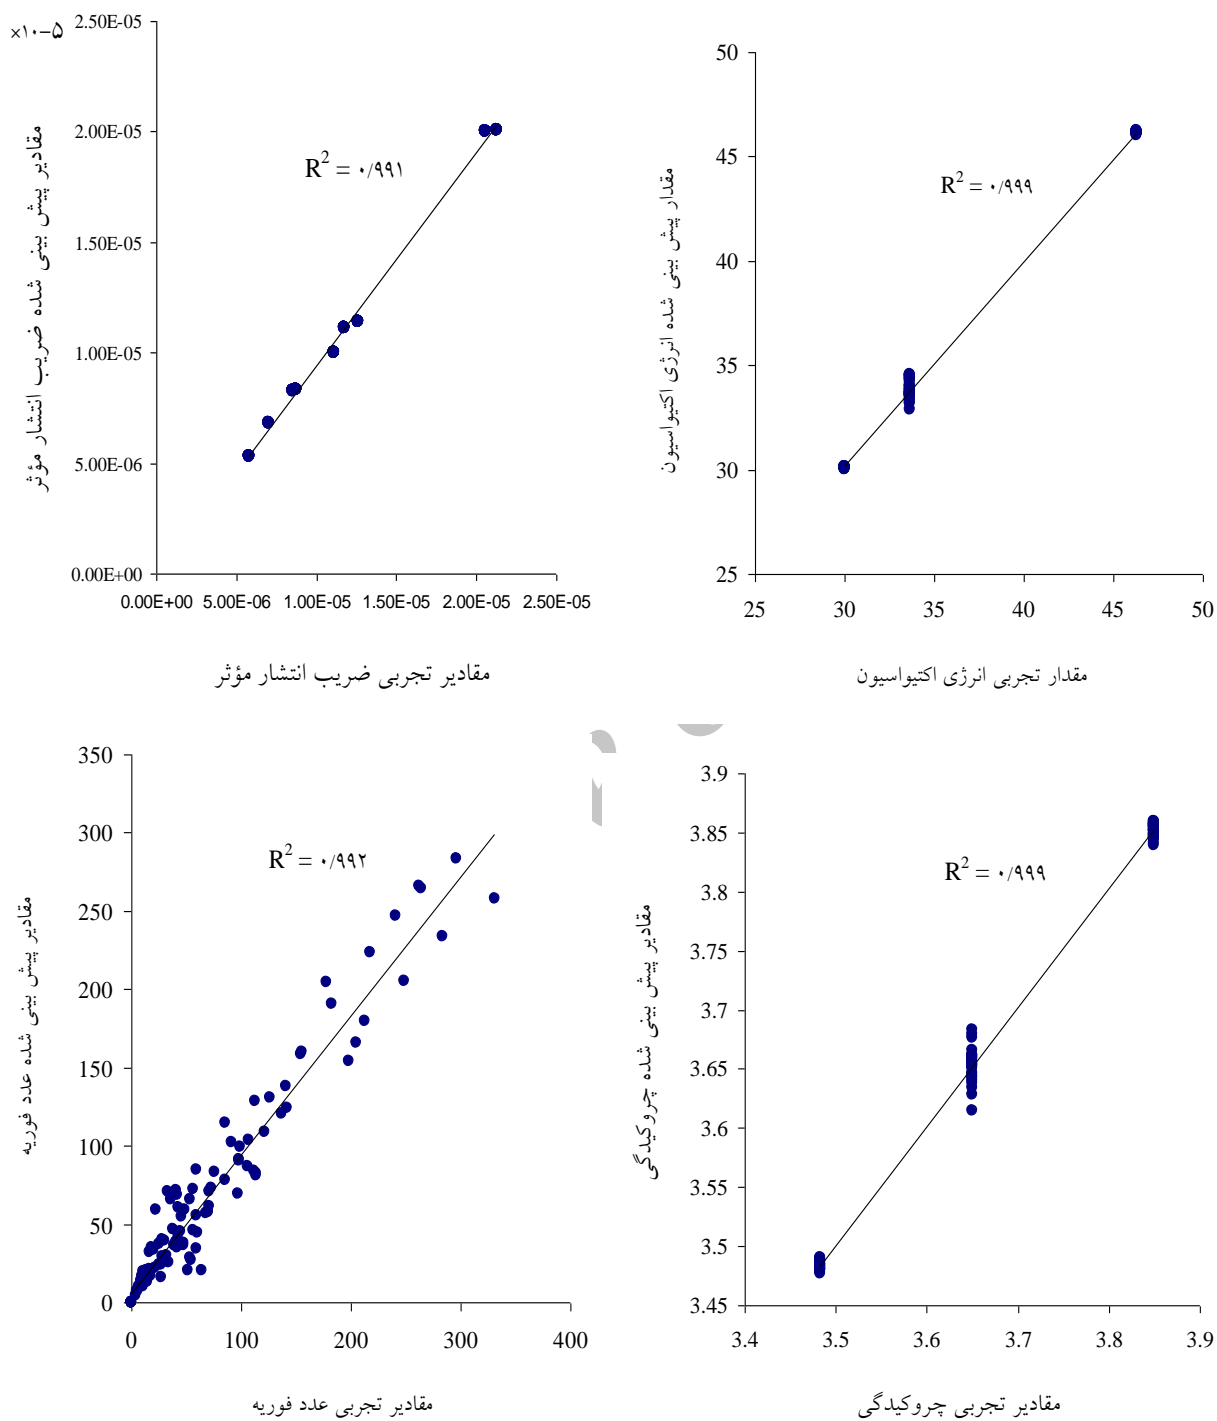 ×۱۰-۵
2.50E-05
2.00E-05
1.50E-05
1.00E-05
5.00E-06
0.00E+00
مقادیر پیش بینی شده ضریب انتشار مؤثر
R2 = ۰/۹۹۱
0.00E+00 5.00E-06 1.00E-05 1.50E-05 2.00E-05 2.50E-05
مقادیر تجربی ضریب انتشار مؤثر
50
45
40
35
30
25
مقدار پیش بینی شده انرژی اکتیواسیون
R2 = ۰/۹۹۹
25 30 35 40 45 50
مقدار تجربی انرژی اکتیواسیون
350
300
250
200
150
100
50
0
مقادیر پیش بینی شده عدد فوریه
R2 = ۰/۹۹۲
0 100 200 300 400
مقادیر تجربی عدد فوریه
3.9
3.85
3.8
3.75
3.7
3.65
3.6
3.55
3.5
3.45
مقادیر پیش بینی شده چروکیدگی
R2 = ۰/۹۹۹
3.4 3.5 3.6 3.7 3.8 3.9
مقادیر تجربی چروکیدگی